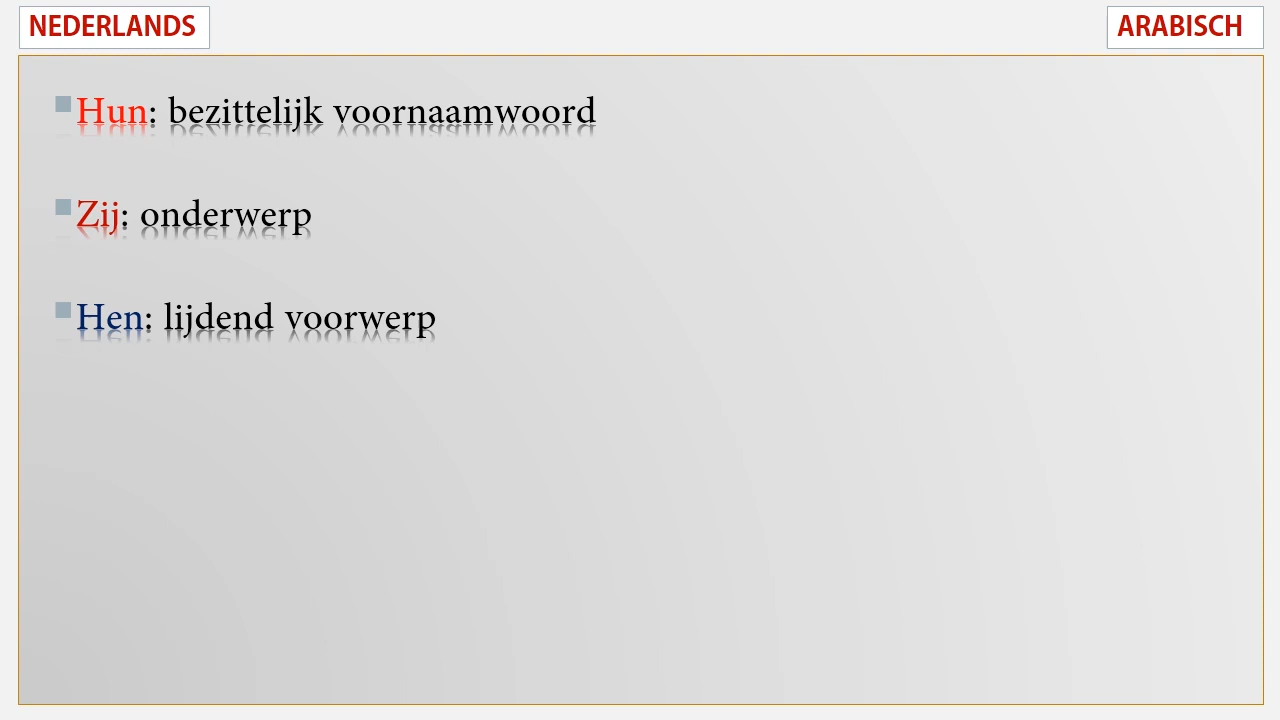 NEDERLANDS
ARABISCH
Hun: bezittelijk voornaamwoord
Zij: onderwerp
Hen: lijdend voorwerp